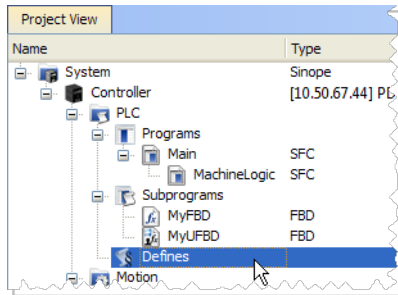 Project View
Name Type
System Sinope
Controller [10.50.67.44] PD
PLC
Programs
Main SFC
MachineLogic SFC
Subprograms
MyFBD FBD
MyUFBD FBD
Defines
Motion